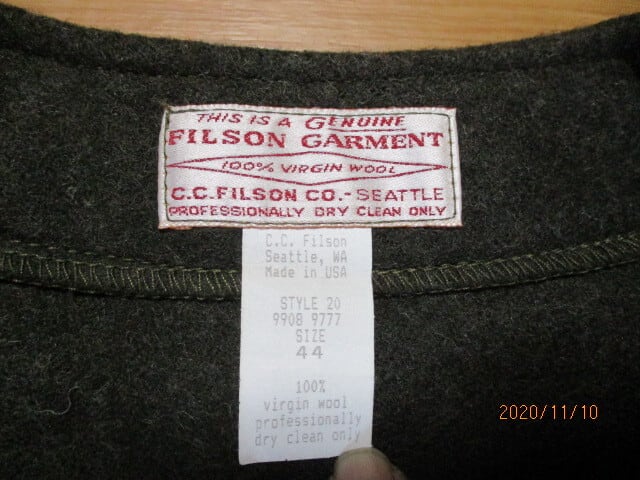 THIS IS A GENUINE
FILSON GARMENT
100% VIRGIN WOOL
C.C.FILSON CO.-SEATTLE
PROFESSIONALLY DRY CLEAN ONLY
C.C. Filson
Seattle, WA
Made in USA
STYLE 20
9908 9777
SIZE
44
100%
virgin wool
professionally
dry clean only
2020/11/10